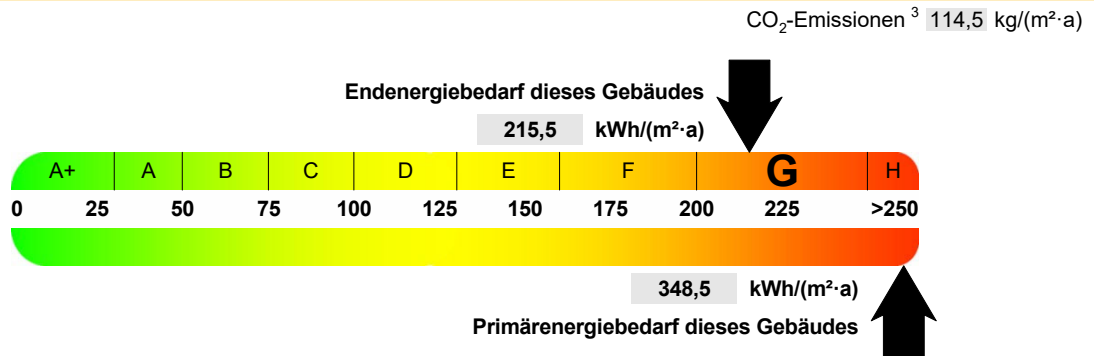 CO₂-Emissionen ³ 114,5 kg/(m²·a)
Endenergiebedarf dieses Gebäudes
215,5 kWh/(m²·a)
A+ A B C D E F G H
0 25 50 75 100 125 150 175 200 225 >250
348,5 kWh/(m²·a)
Primärenergiebedarf dieses Gebäudes